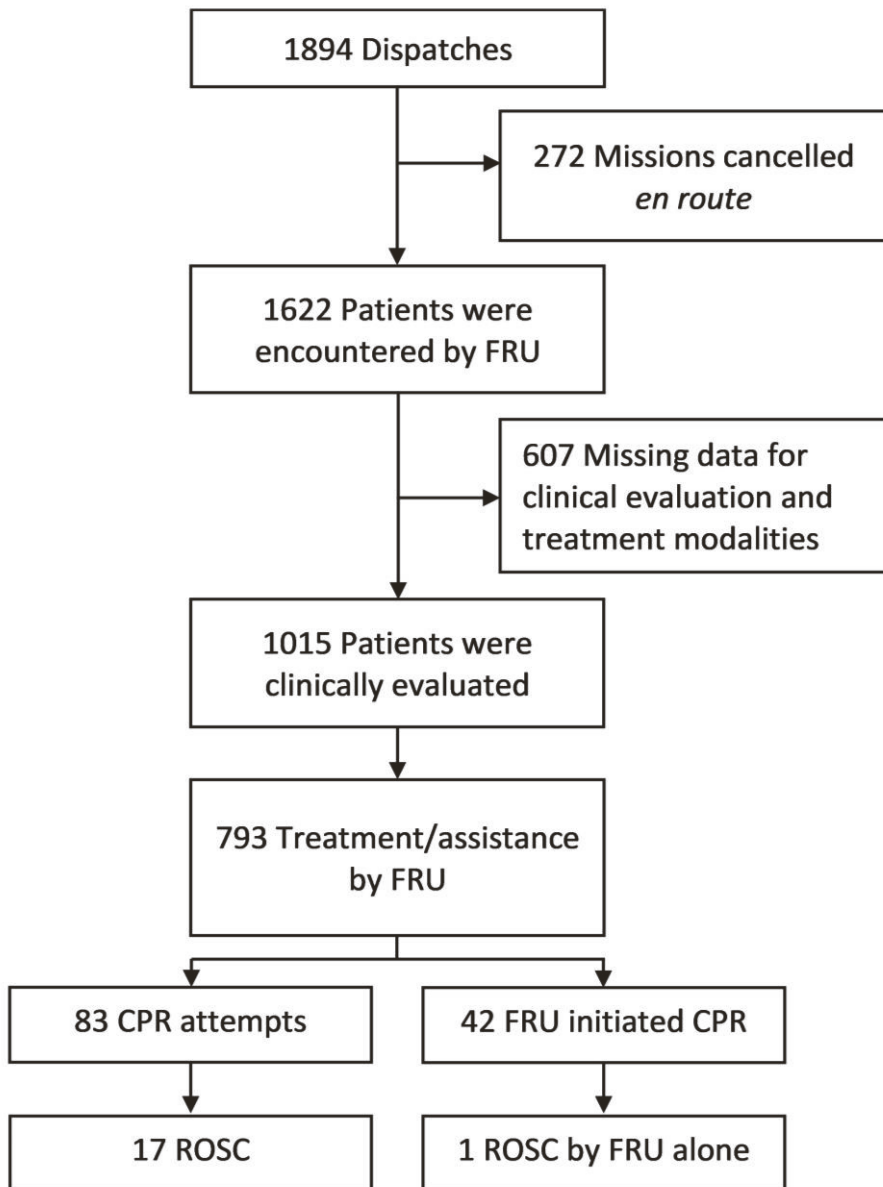 1894 Dispatches
272 Missions cancelled
en route
1622 Patients were
encountered by FRU
607 Missing data for
clinical evaluation and
treatment modalities
1015 Patients were
clinically evaluated
793 Treatment/assistance
by FRU
83 CPR attempts
42 FRU initiated CPR
17 ROSC
1 ROSC by FRU alone